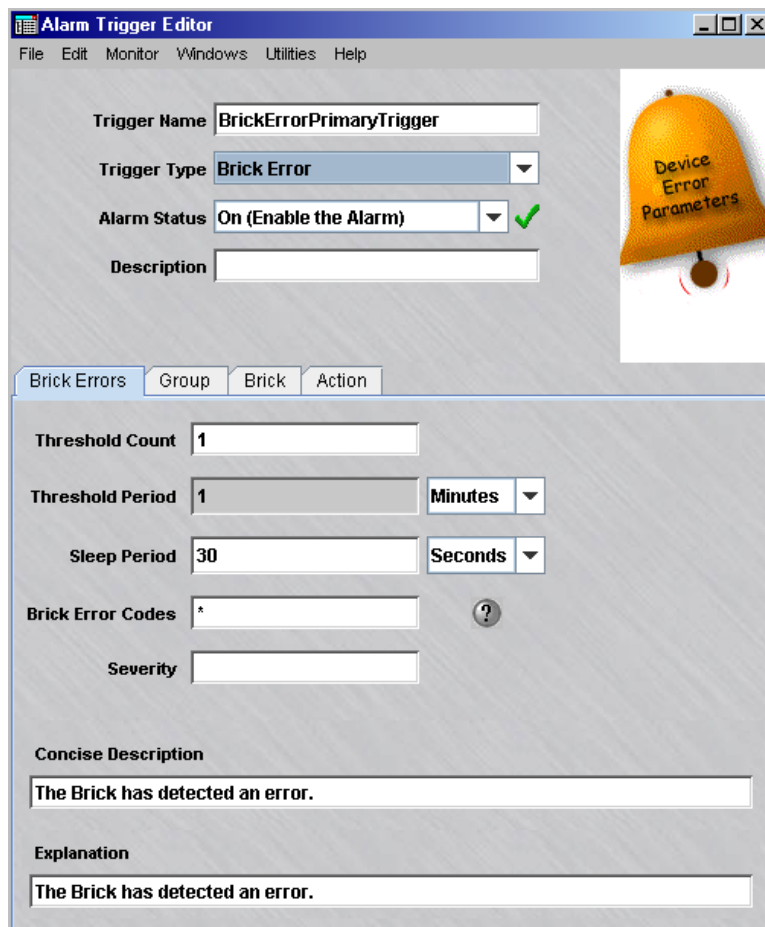 Alarm Trigger Editor
File Edit Monitor Windows Utilities Help
Trigger Name BrickErrorPrimaryTrigger
Trigger Type Brick Error
Alarm Status On (Enable the Alarm)
Description
Device
Error
Parameters
Brick Errors Group Brick Action
Threshold Count 1
Threshold Period 1 Minutes
Sleep Period 30 Seconds
Brick Error Codes * ?
Severity
Concise Description
The Brick has detected an error.
Explanation
The Brick has detected an error.